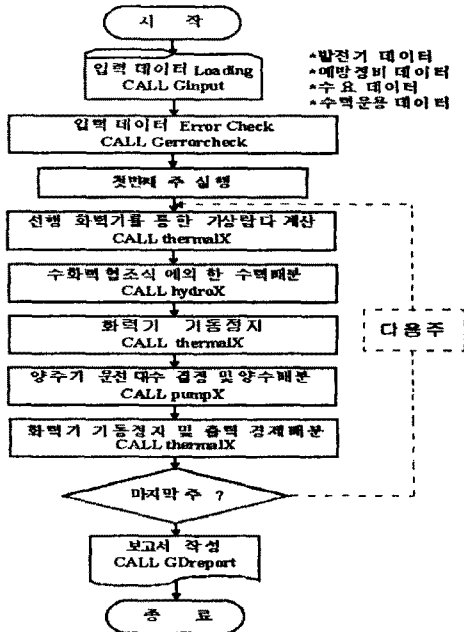 시 작
입력 데이터 Loading
CALL Ginput
*발전기 데이터
*예방정비 데이터
*수요 데이터
*수력운용 데이터
입력 데이터 Error Check
CALL Gerrorcheck
첫번째 주 실행
선행 화력기를 통한 가상람다 계산
CALL thermalX
수화력 협조식에의 한 수력배분
CALL hydroX
화력기 기동정지
CALL thermalX
다음주
양주기 운전대수 결정 및 양수배분
CALL pumpX
화력기 기동정지 및 출력 경제배분
CALL thermalX
마지막 주 ?
보고서 작성
CALL GDreport
종 료